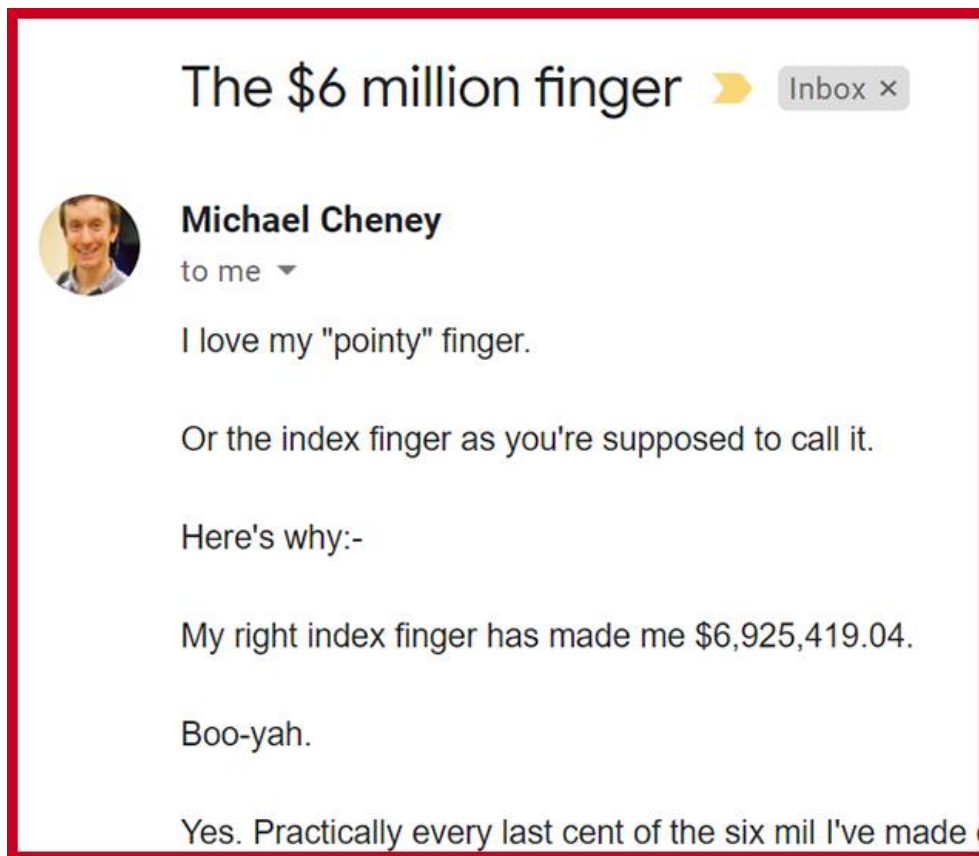 The $6 million finger Inbox ×
Michael Cheney
to me
I love my "pointy" finger.
Or the index finger as you're supposed to call it.
Here's why:-
My right index finger has made me $6,925,419.04.
Boo-yah.
Yes. Practically every last cent of the six mil I've made